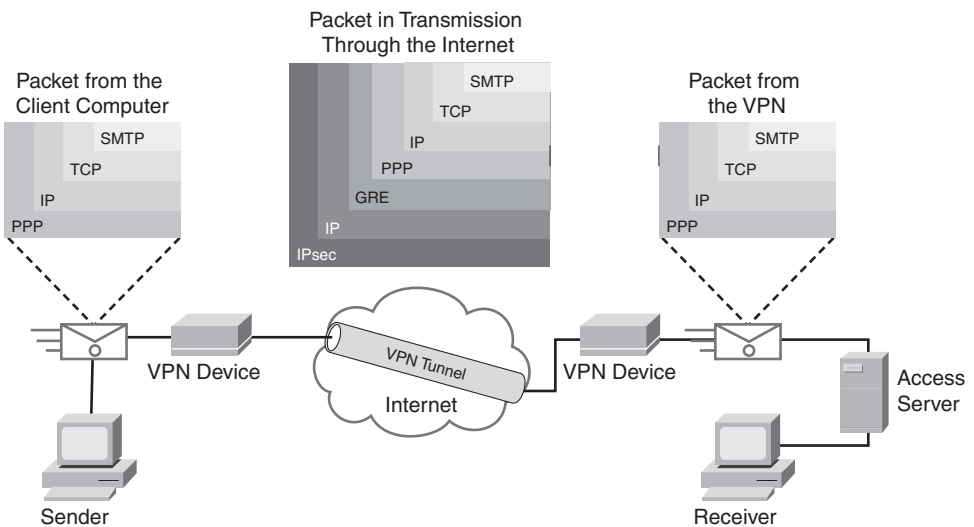 Packet in Transmission
Through the Internet
Packet from the
Client Computer
SMTP
TCP
IP
PPP
SMTP
TCP
IP
PPP
GRE
IP
IPsec
Packet from
the VPN
SMTP
TCP
IP
PPP
VPN Device
VPN Tunnel
Internet
VPN Device
Access
Server
Sender
Receiver